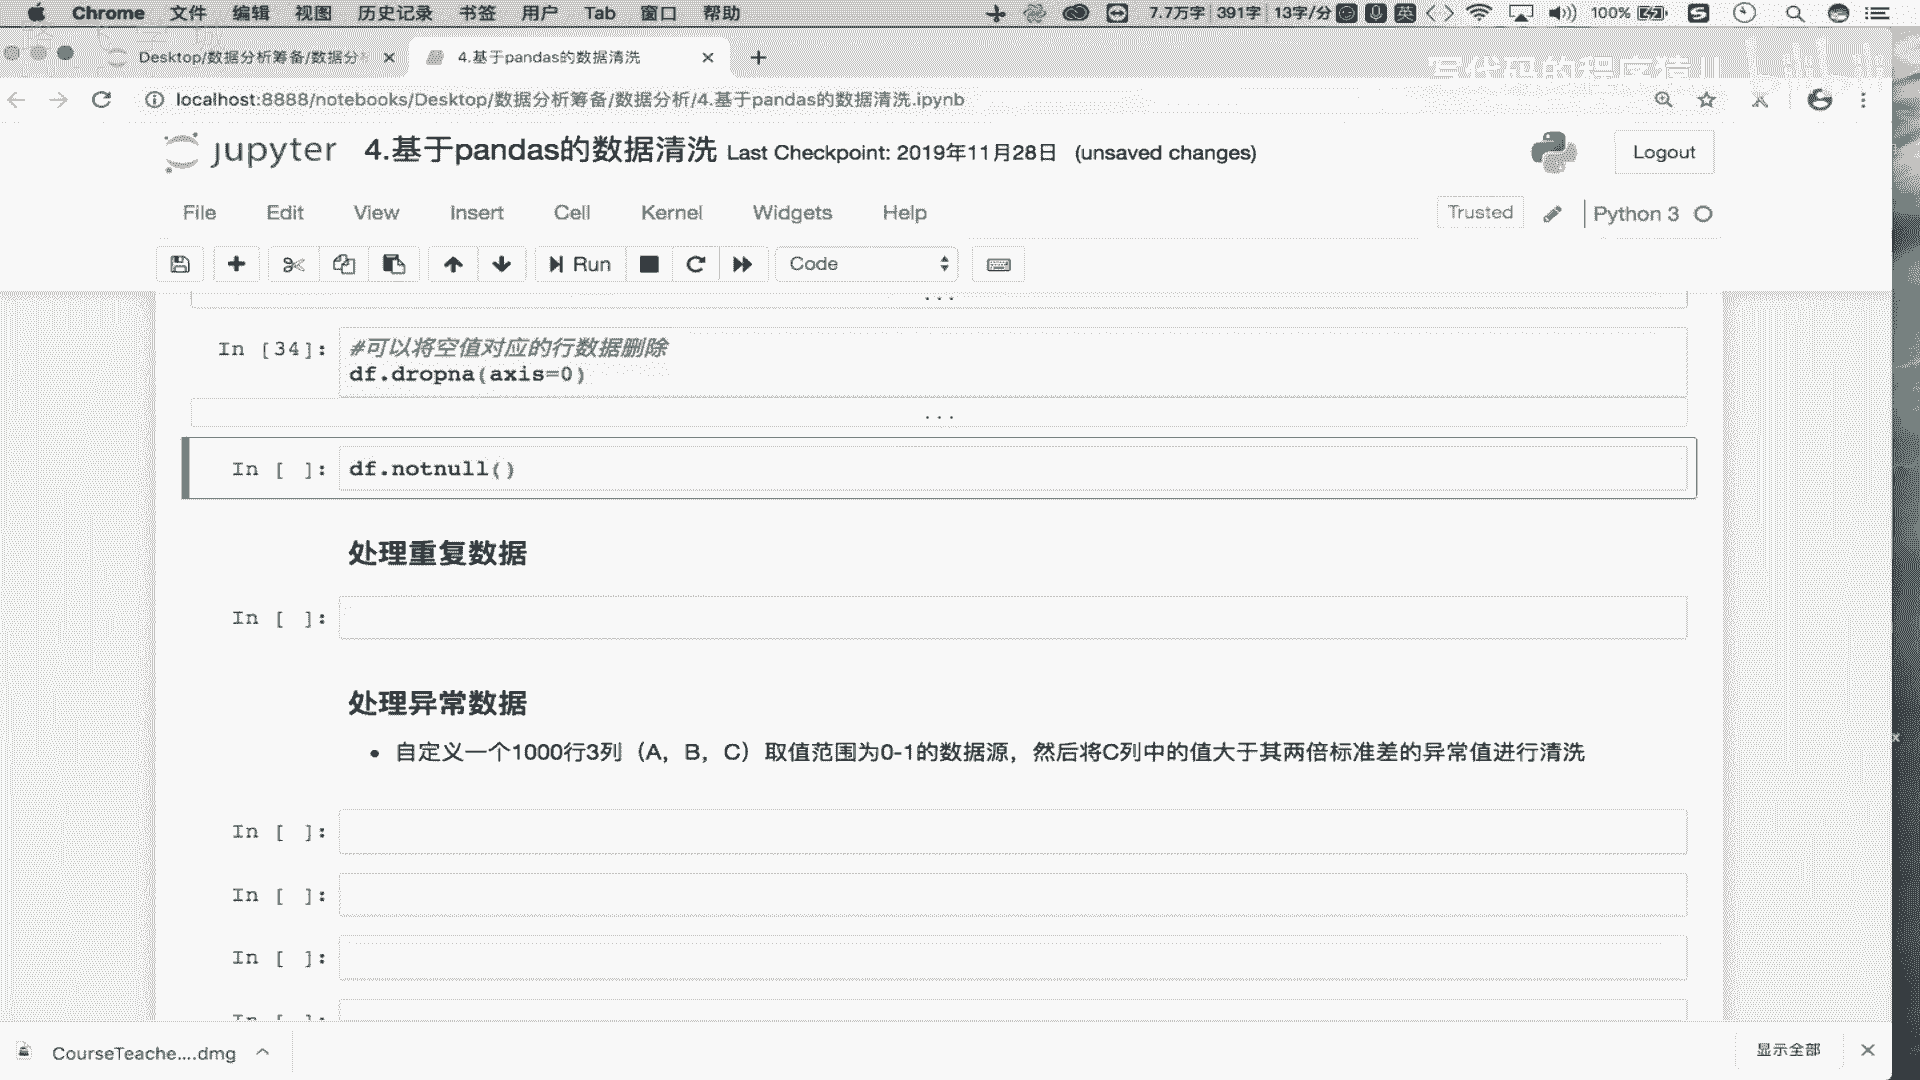 Chrome 文件 编辑 视图 历史记录 书签 用户 Tab 窗口 帮助 7.7万字 391字 13字/分 英 100%
Desktop/数据分析筹备/数据分 4.基于pandas的数据清洗
写代码的程序猿儿
localhost:8888/notebooks/Desktop/数据分析筹备/数据分析/4.基于pandas的数据清洗.ipynb
jupyter 4.基于pandas的数据清洗 Last Checkpoint: 2019年11月28日 (unsaved changes) Logout
File Edit View Insert Cell Kernel Widgets Help Trusted Python 3
Run Code
...
In [34]: #可以将空值对应的行数据删除
df.dropna(axis=0)
...
In [ ]: df.notnull()
处理重复数据
In [ ]:
处理异常数据
• 自定义一个1000行3列（A，B，C）取值范围为0-1的数据源，然后将C列中的值大于其两倍标准差的异常值进行清洗
In [ ]:
In [ ]:
In [ ]:
In [ ]:
CourseTeache....dmg 显示全部